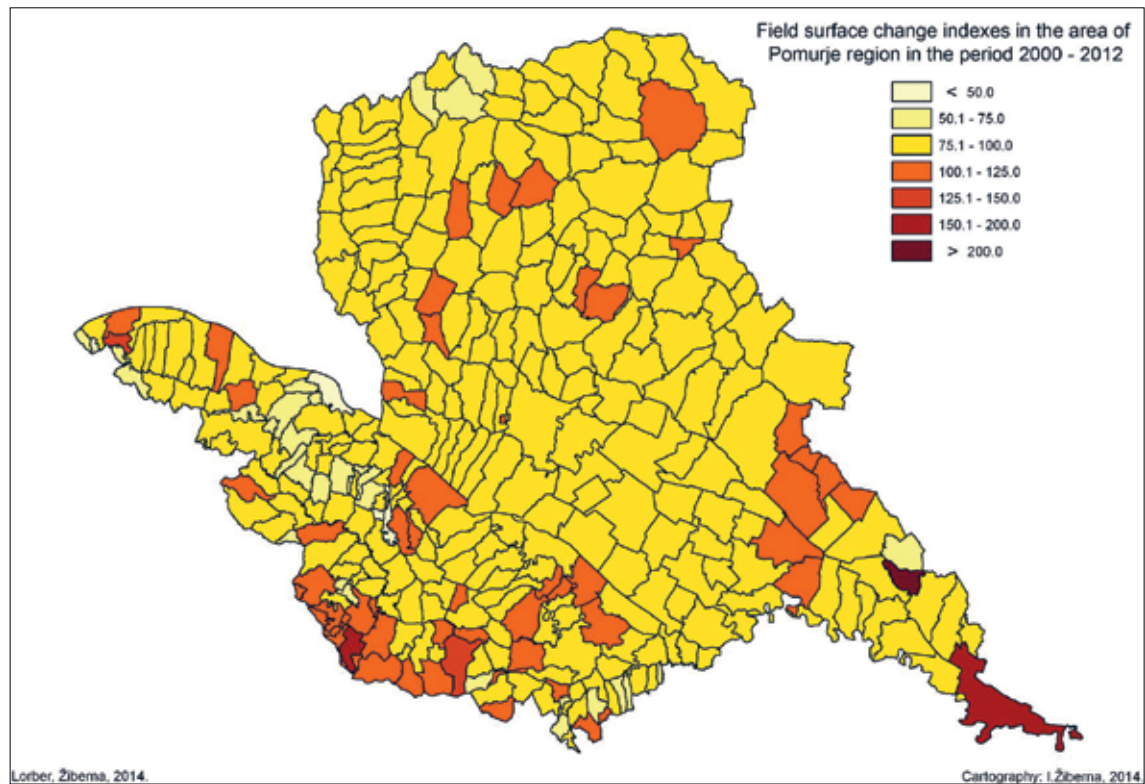 Field surface change indexes in the area of
Pomurje region in the period 2000 - 2012
< 50.0
50.1 - 75.0
75.1 - 100.0
100.1 - 125.0
125.1 - 150.0
150.1 - 200.0
> 200.0
Lorber, Žiberna, 2014.
Cartography: I.Žiberna, 2014